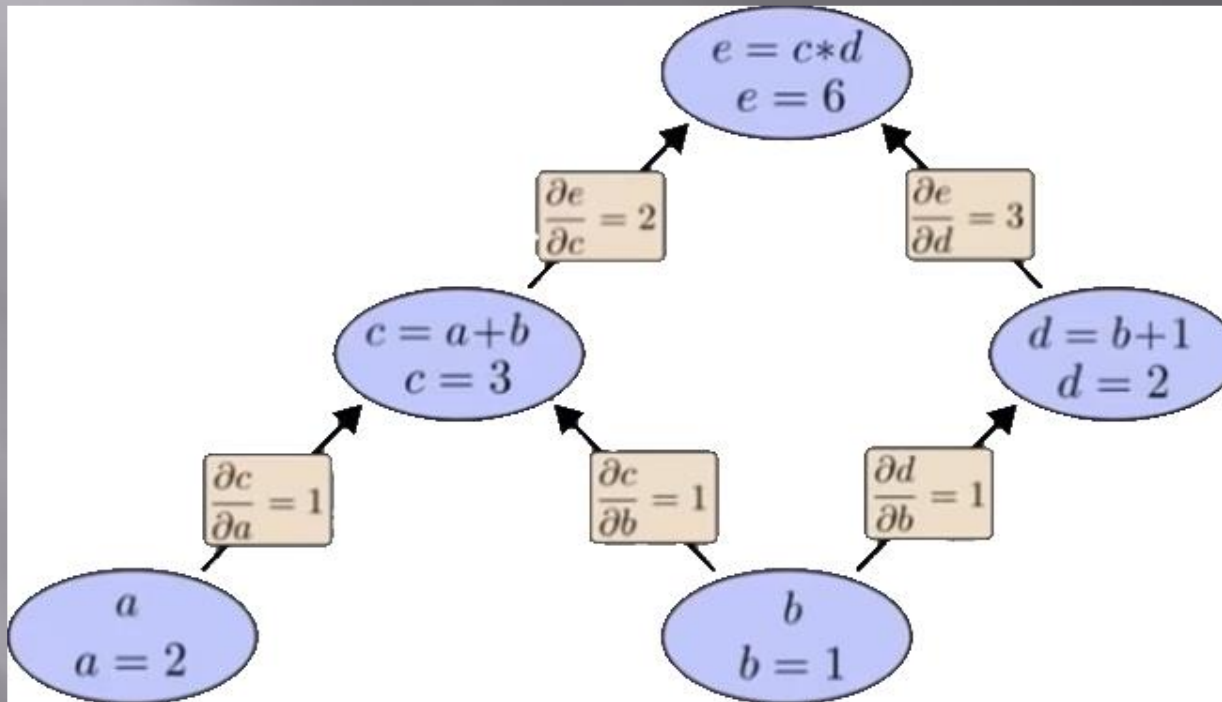 e = c*d
e = 6
∂e/∂c = 2
∂e/∂d = 3
c = a+b
c = 3
d = b+1
d = 2
∂c/∂a = 1
∂c/∂b = 1
∂d/∂b = 1
a
a = 2
b
b = 1